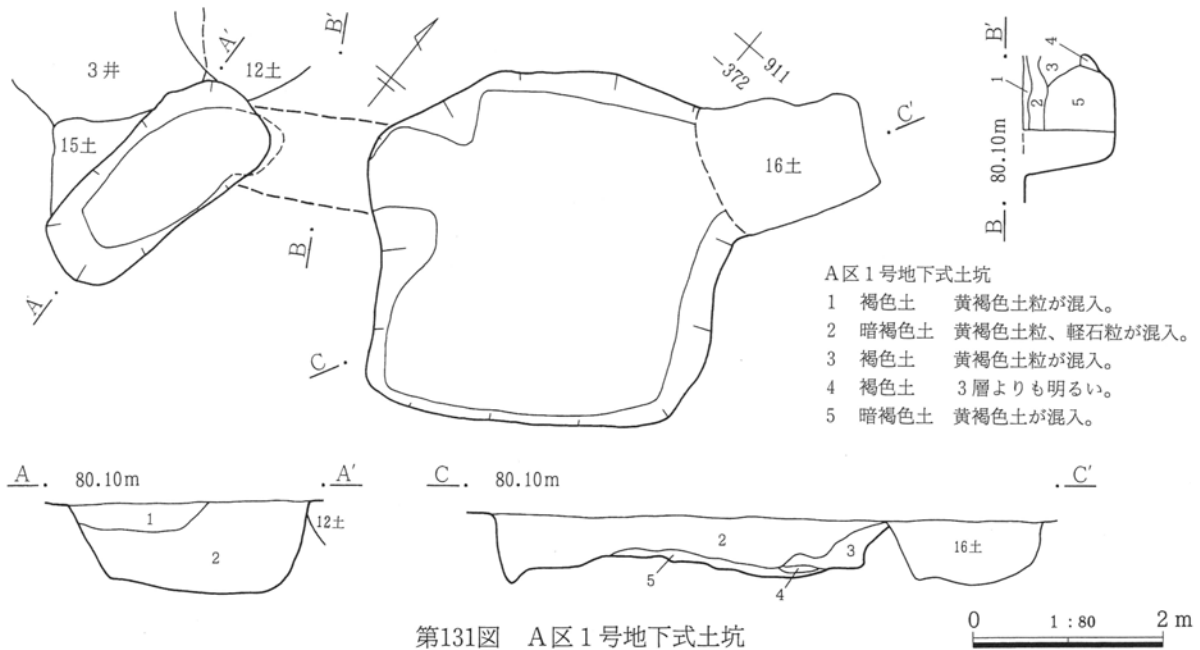 3井
A'
12土
B'
-372
911
C'
15土
16土
B
A
C
B'
4
3
1
2
5
80.10m
B
A区1号地下式土坑
1 褐色土 黄褐色土粒が混入。
2 暗褐色土 黄褐色土粒、軽石粒が混入。
3 褐色土 黄褐色土粒が混入。
4 褐色土 3層よりも明るい。
5 暗褐色土 黄褐色土が混入。
A 80.10m A'
1
12土
2
C 80.10m C'
2
3
16土
5
4
第131図 A区1号地下式土坑
0 1:80 2m